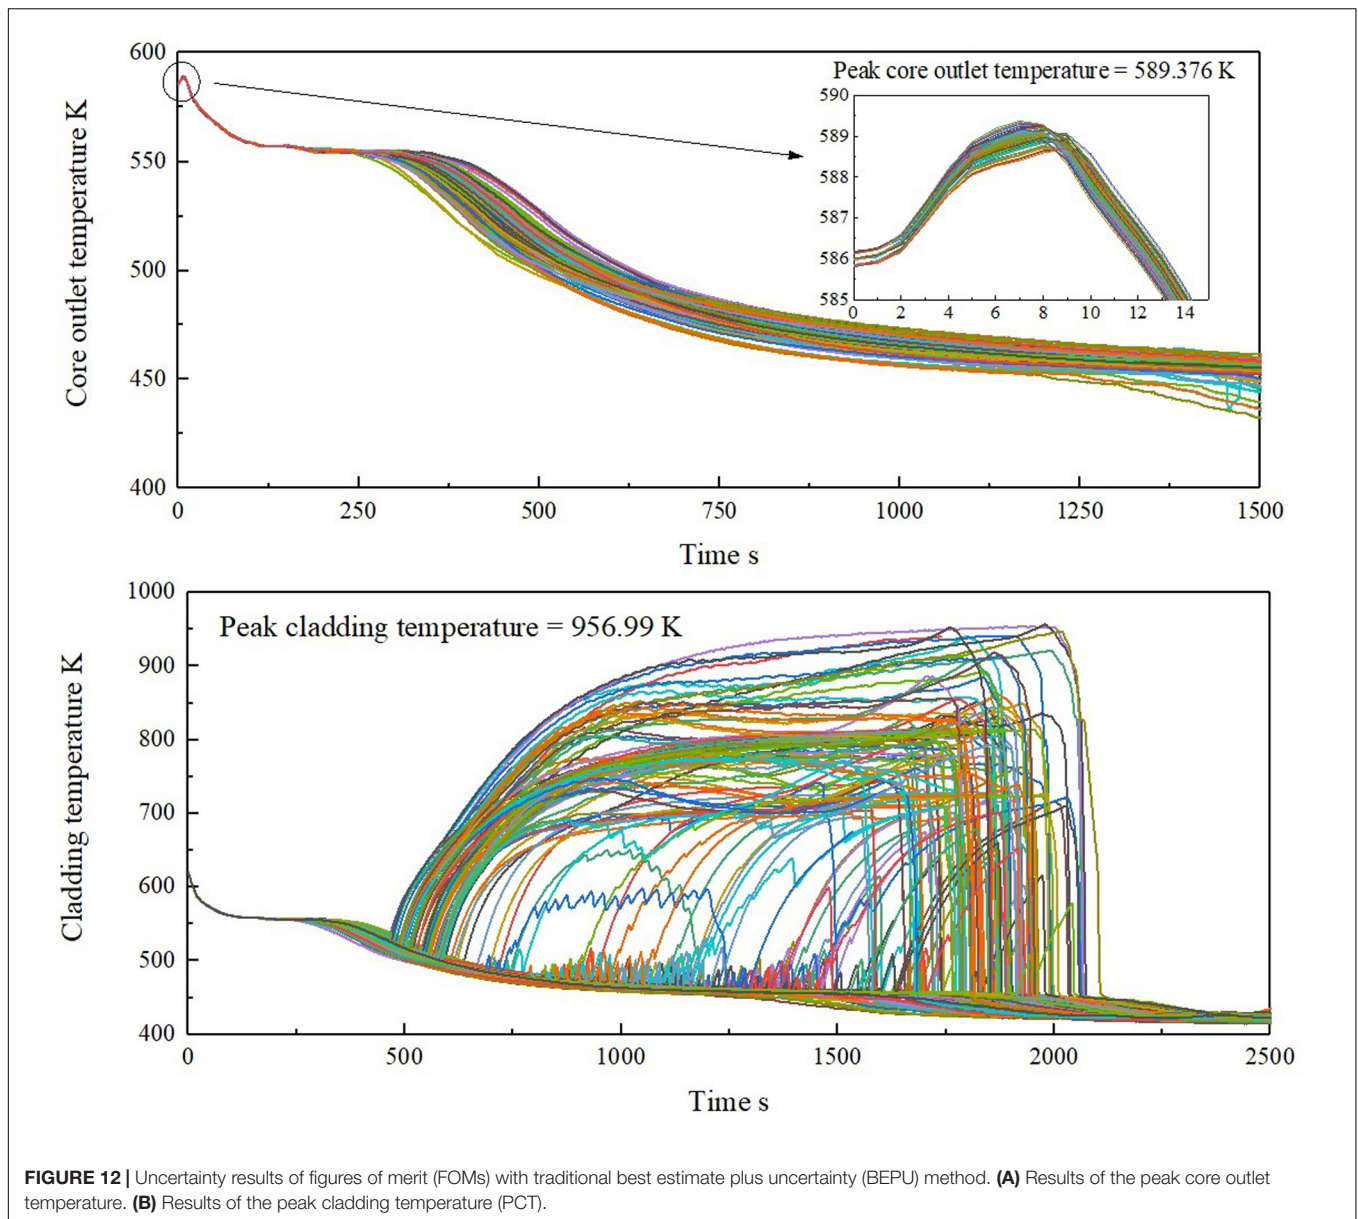 600
550
500
450
400
Core outlet temperature K
0 250 500 750 1000 1250 1500
Time s
Peak core outlet temperature = 589.376 K
590
589
588
587
586
585
0 2 4 6 8 10 12 14
1000
900
800
700
600
500
400
Cladding temperature K
Peak cladding temperature = 956.99 K
0 500 1000 1500 2000 2500
Time s
FIGURE 12 | Uncertainty results of figures of merit (FOMs) with traditional best estimate plus uncertainty (BEPU) method. (A) Results of the peak core outlet
temperature. (B) Results of the peak cladding temperature (PCT).